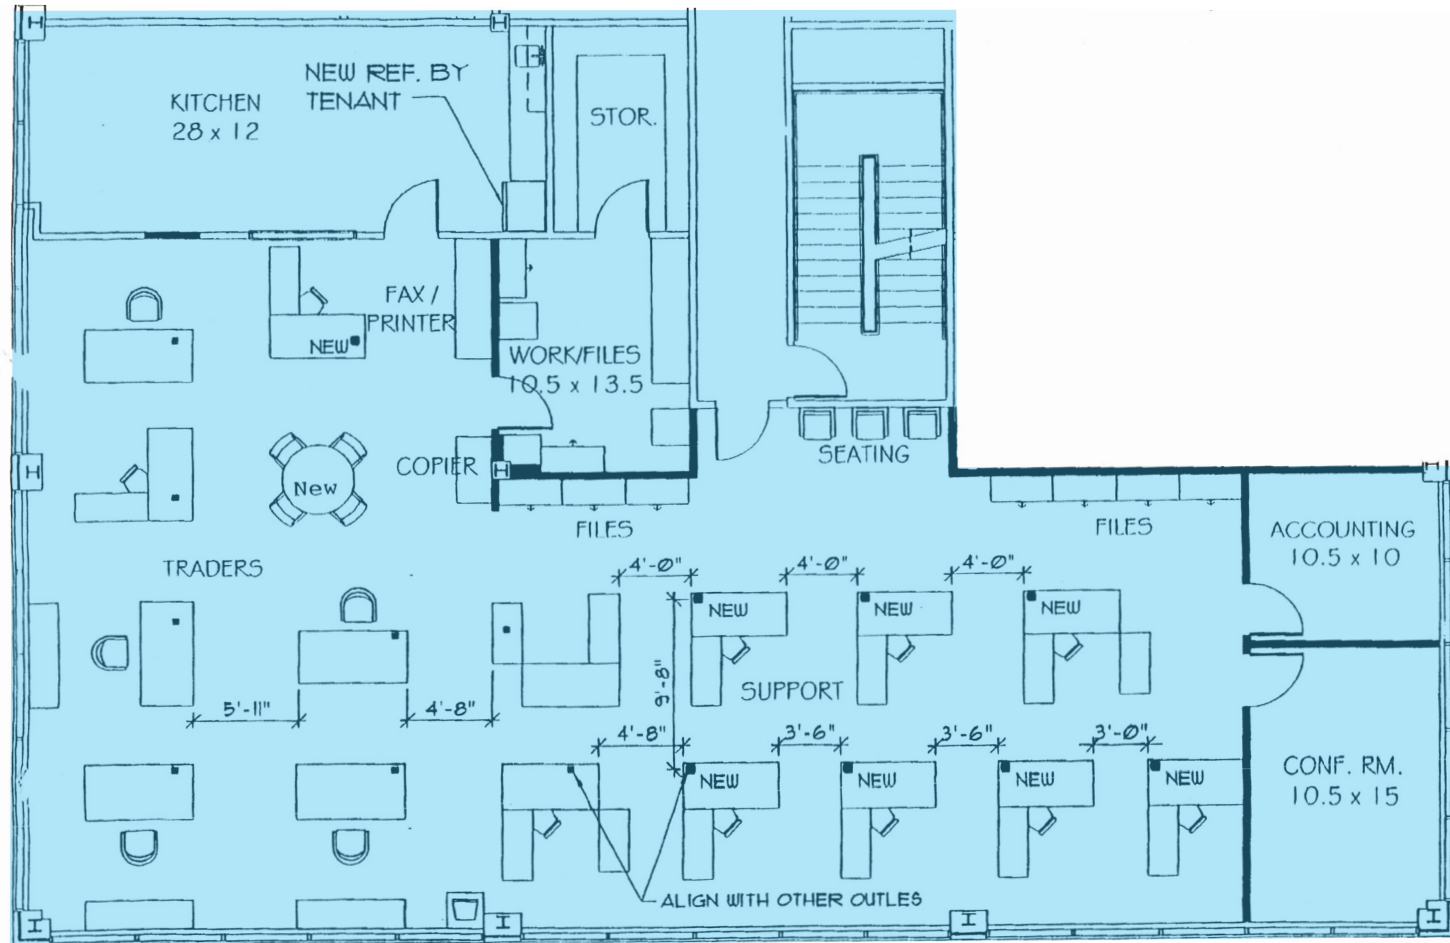 NEW REF. BY
TENANT
KITCHEN
28 x 12
STOR.
FAX /
PRINTER
NEW
WORK/FILES
10.5 x 13.5
COPIER
New
SEATING
FILES
FILES
ACCOUNTING
10.5 x 10
TRADERS
4'-0"
4'-0"
4'-0"
NEW
NEW
NEW
9'-8"
SUPPORT
5'-11"
4'-8"
4'-8"
3'-6"
3'-6"
3'-0"
NEW
NEW
NEW
NEW
CONF. RM.
10.5 x 15
ALIGN WITH OTHER OUTLES